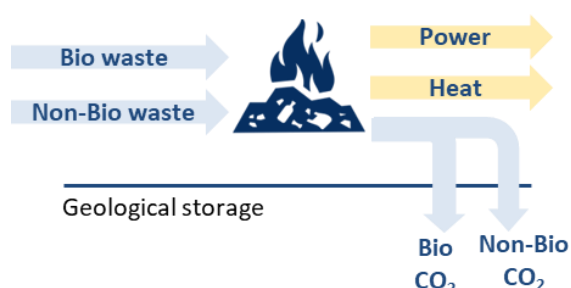 Power
Bio waste
Heat
Non-Bio waste
Geological storage
Bio
CO₂
Non-Bio
CO₂